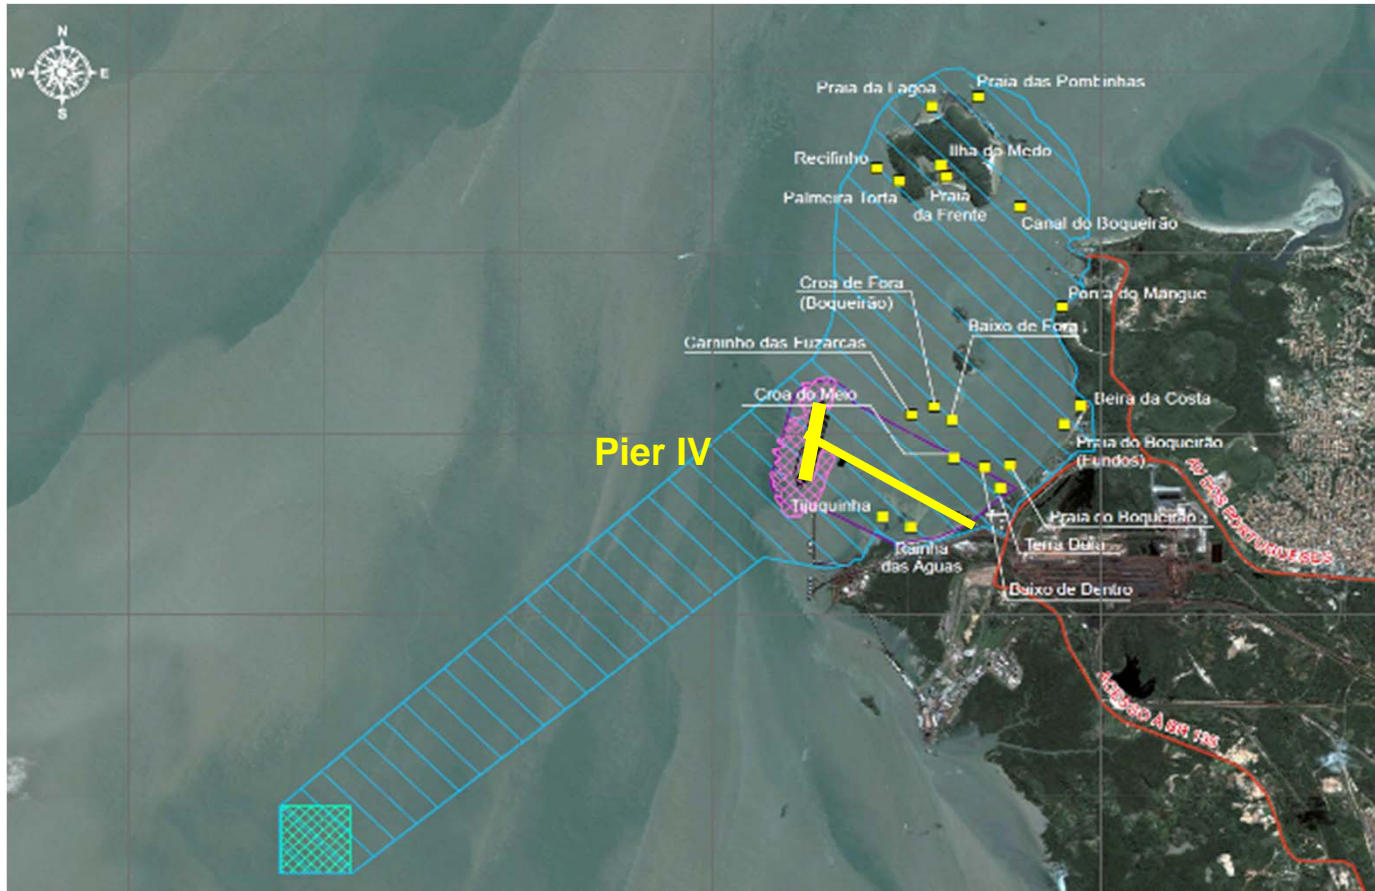 N
W E
S
Praia da Lagoa
Praia das Pombinhas
Recifinho
Ilha do Medo
Palmeira Torta
Praia
da Frente
Canal do Boqueirão
Croa de Fora
(Boqueirão)
Ponta do Mangue
Baixo de Fora
Caminho das Fuzarcas
Croa do Meio
Beira da Costa
Pier IV
Praia do Boqueirão
(Fundos)
AV DOS PORTUGUESES
Tijuquinha
Praia do Boqueirão
Rainha
das Águas
Terra Dura
Baixo de Dentro
ACESSO À BR 135